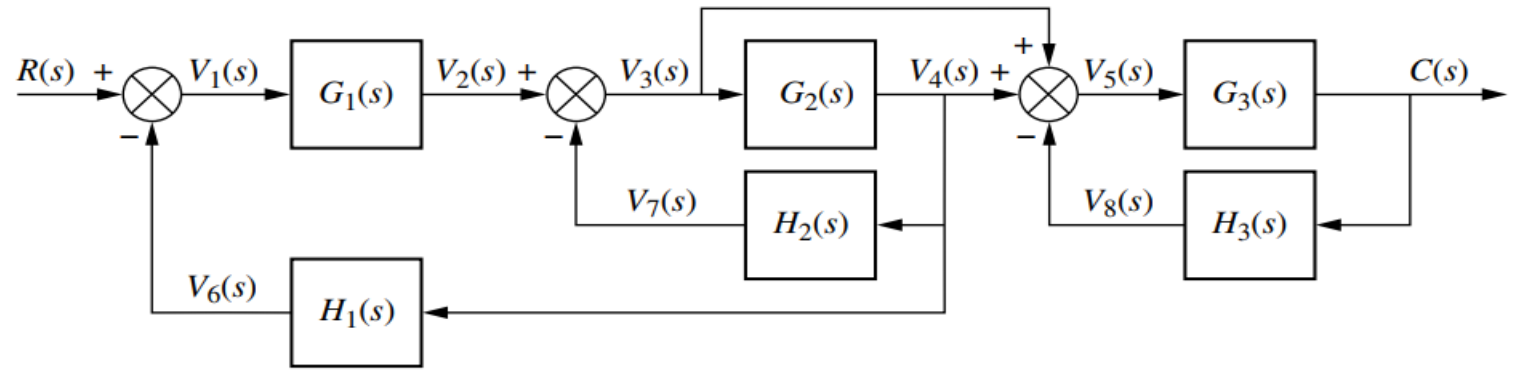 +
R(s) + V₁(s) G₁(s) V₂(s) + V₃(s) G₂(s) V₄(s) + V₅(s) G₃(s) C(s)
− − −
V₇(s) H₂(s) V₈(s) H₃(s)
V₆(s) H₁(s)